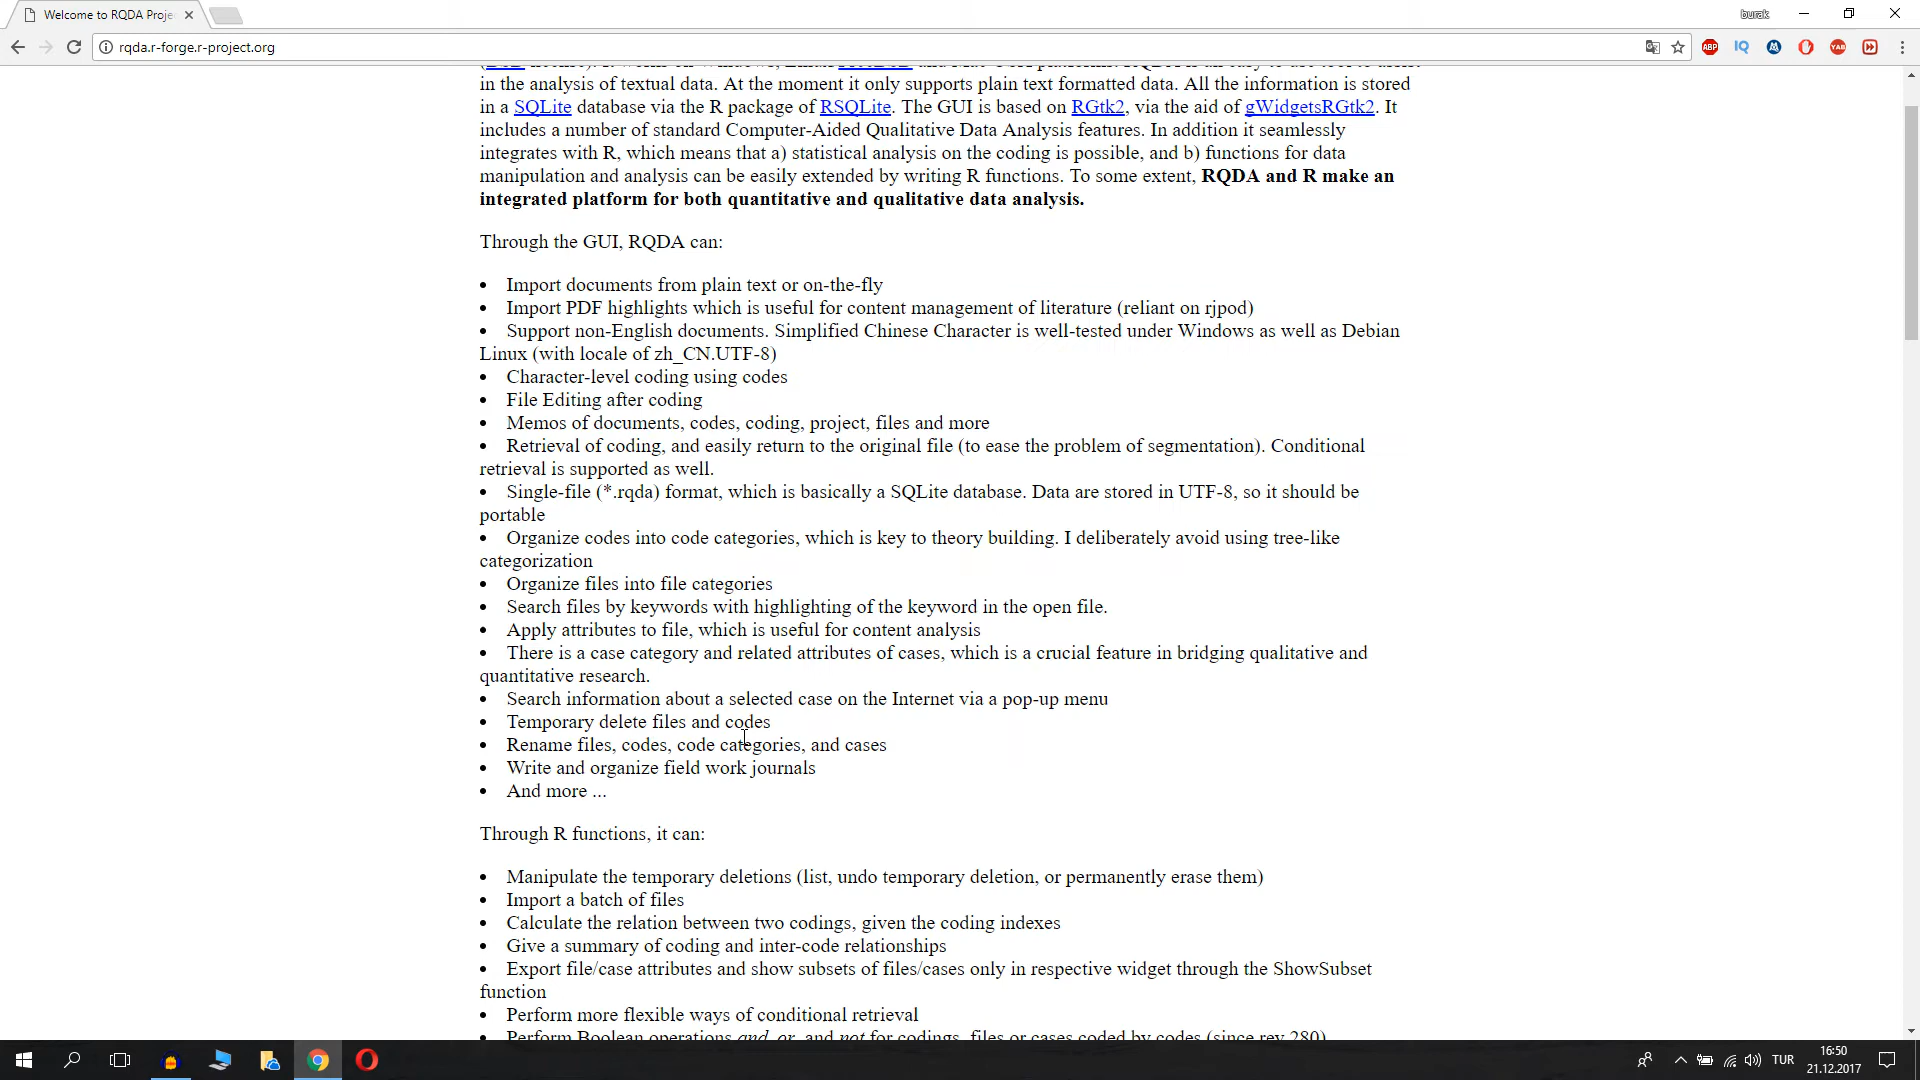 Welcome to RQDA Proje
burak
rqda.r-forge.r-project.org
in the analysis of textual data. At the moment it only supports plain text formatted data. All the information is stored
in a SQLite database via the R package of RSQLite. The GUI is based on RGtk2, via the aid of gWidgetsRGtk2. It
includes a number of standard Computer-Aided Qualitative Data Analysis features. In addition it seamlessly
integrates with R, which means that a) statistical analysis on the coding is possible, and b) functions for data
manipulation and analysis can be easily extended by writing R functions. To some extent, RQDA and R make an
integrated platform for both quantitative and qualitative data analysis.
Through the GUI, RQDA can:
• Import documents from plain text or on-the-fly
• Import PDF highlights which is useful for content management of literature (reliant on rjpod)
• Support non-English documents. Simplified Chinese Character is well-tested under Windows as well as Debian
Linux (with locale of zh_CN.UTF-8)
• Character-level coding using codes
• File Editing after coding
• Memos of documents, codes, coding, project, files and more
• Retrieval of coding, and easily return to the original file (to ease the problem of segmentation). Conditional
retrieval is supported as well.
• Single-file (*.rqda) format, which is basically a SQLite database. Data are stored in UTF-8, so it should be
portable
• Organize codes into code categories, which is key to theory building. I deliberately avoid using tree-like
categorization
• Organize files into file categories
• Search files by keywords with highlighting of the keyword in the open file.
• Apply attributes to file, which is useful for content analysis
• There is a case category and related attributes of cases, which is a crucial feature in bridging qualitative and
quantitative research.
• Search information about a selected case on the Internet via a pop-up menu
• Temporary delete files and codes
• Rename files, codes, code categories, and cases
• Write and organize field work journals
• And more ...
Through R functions, it can:
• Manipulate the temporary deletions (list, undo temporary deletion, or permanently erase them)
• Import a batch of files
• Calculate the relation between two codings, given the coding indexes
• Give a summary of coding and inter-code relationships
• Export file/case attributes and show subsets of files/cases only in respective widget through the ShowSubset
function
• Perform more flexible ways of conditional retrieval
• Perform Boolean operations and, or, and not for codings, files or cases coded by codes (since rev 280)
TUR
16:50
21.12.2017